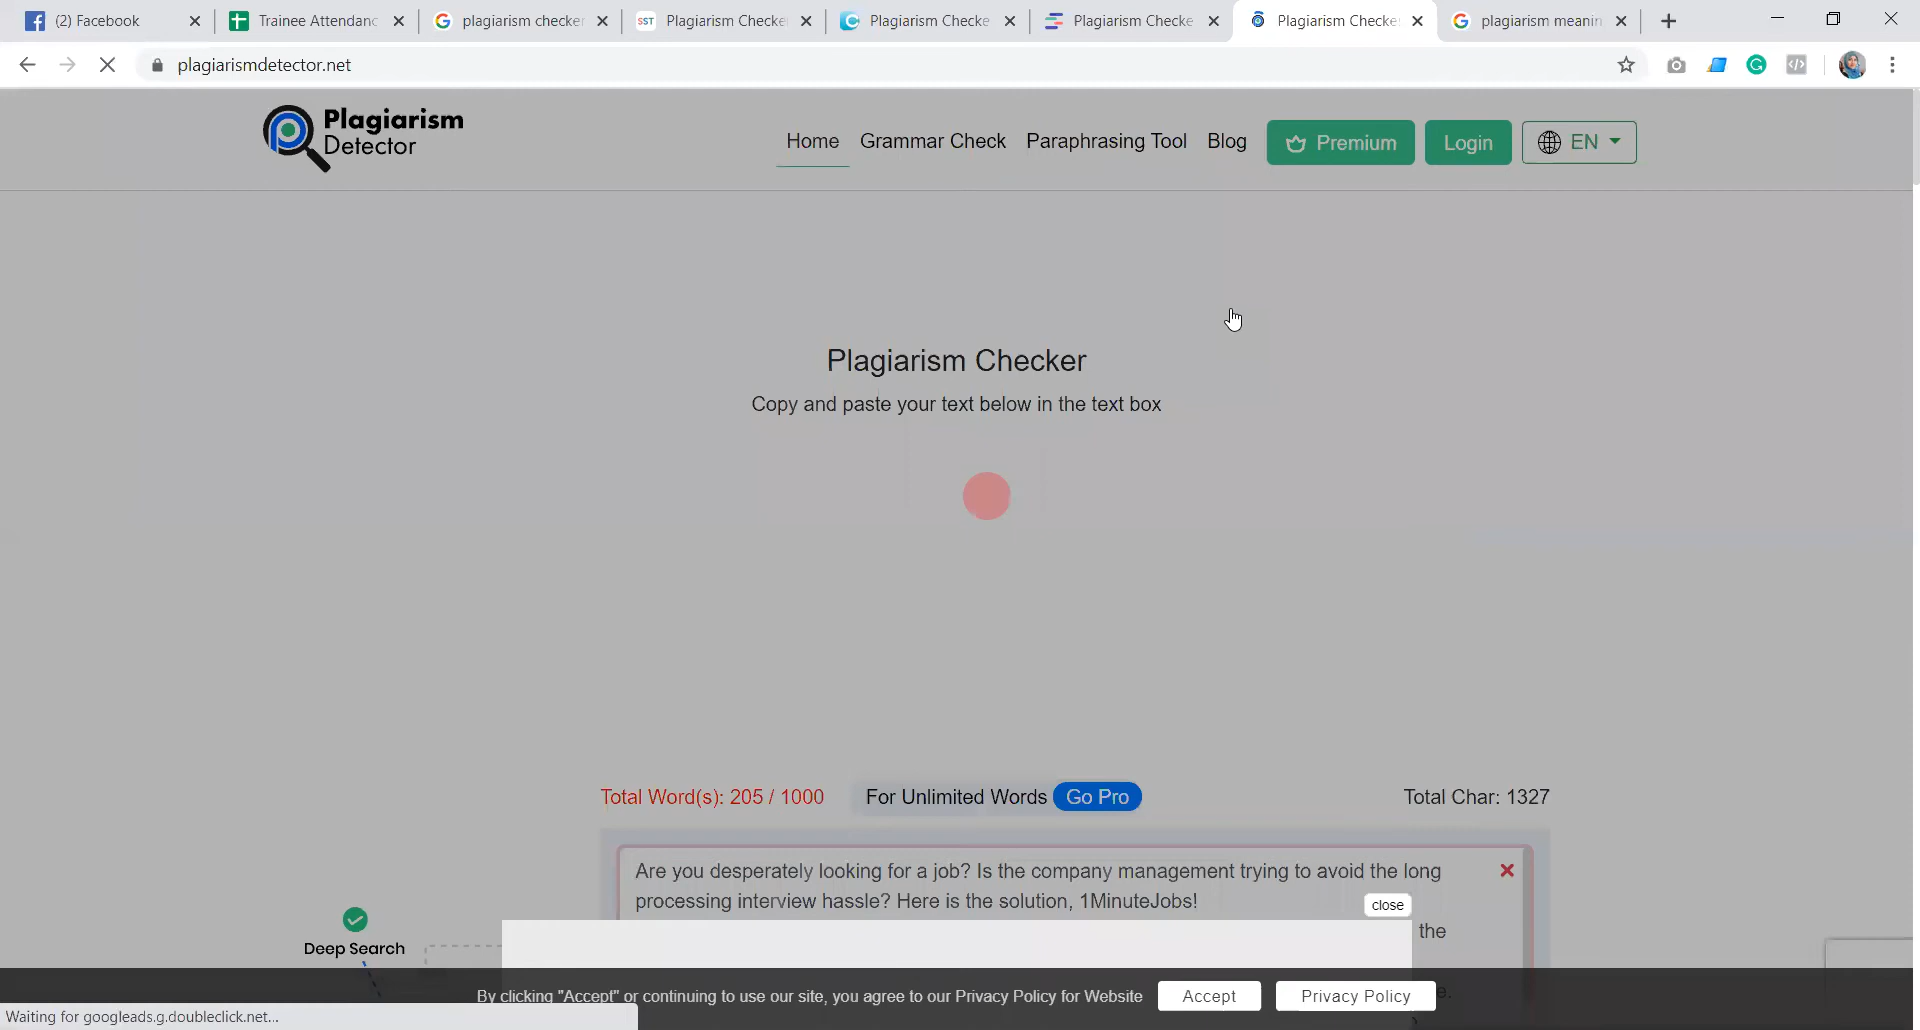 (2) Facebook
Trainee Attendanc
plagiarism checker
SST Plagiarism Checke
Plagiarism Checke
Plagiarism Checke
Plagiarism Checke
plagiarism meanin
plagiarismdetector.net
Plagiarism
Detector
Home Grammar Check Paraphrasing Tool Blog Premium Login EN
Plagiarism Checker
Copy and paste your text below in the text box
Total Word(s): 205 / 1000 For Unlimited Words Go Pro Total Char: 1327
Are you desperately looking for a job? Is the company management trying to avoid the long
processing interview hassle? Here is the solution, 1MinuteJobs!
close
the
Deep Search
By clicking "Accept" or continuing to use our site, you agree to our Privacy Policy for Website Accept Privacy Policy
e.
Waiting for googleads.g.doubleclick.net...